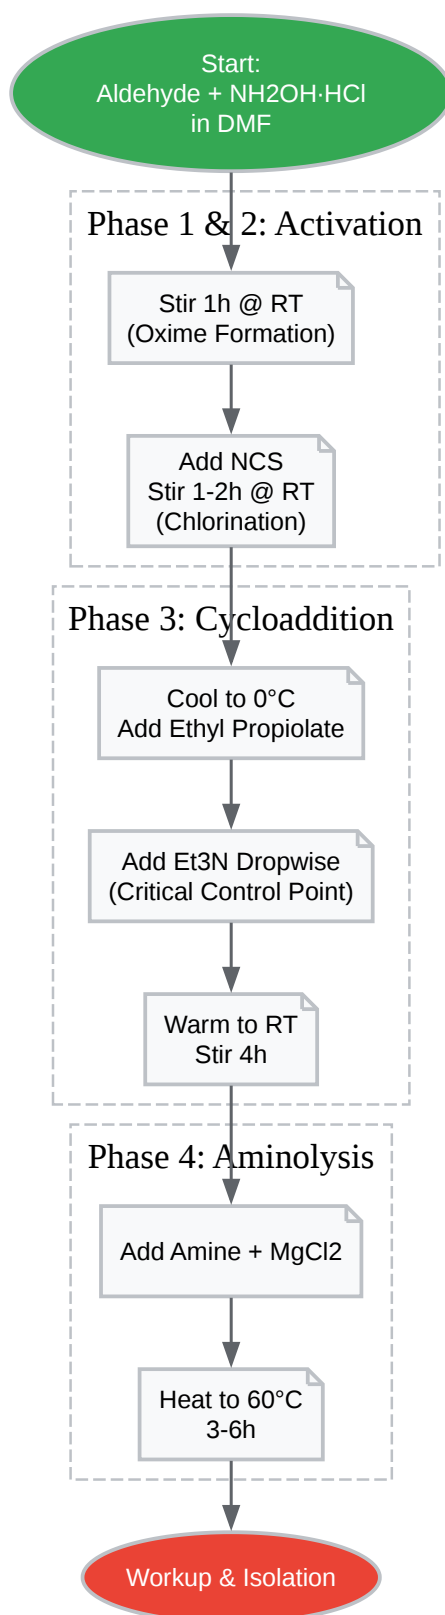 Start:
Aldehyde + NH2OH·HCl
in DMF
Phase 1 & 2: Activation
Stir 1h @ RT
(Oxime Formation)
Add NCS
Stir 1-2h @ RT
(Chlorination)
Phase 3: Cycloaddition
Cool to 0°C
Add Ethyl Propiolate
Add Et3N Dropwise
(Critical Control Point)
Warm to RT
Stir 4h
Phase 4: Aminolysis
Add Amine + MgCl2
Heat to 60°C
3-6h
Workup & Isolation